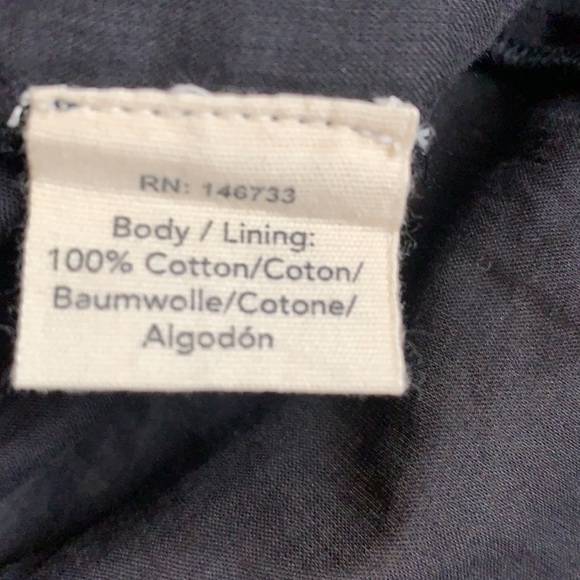 RN: 146733
Body / Lining:
100% Cotton/Coton/
Baumwolle/Cotone/
Algodón